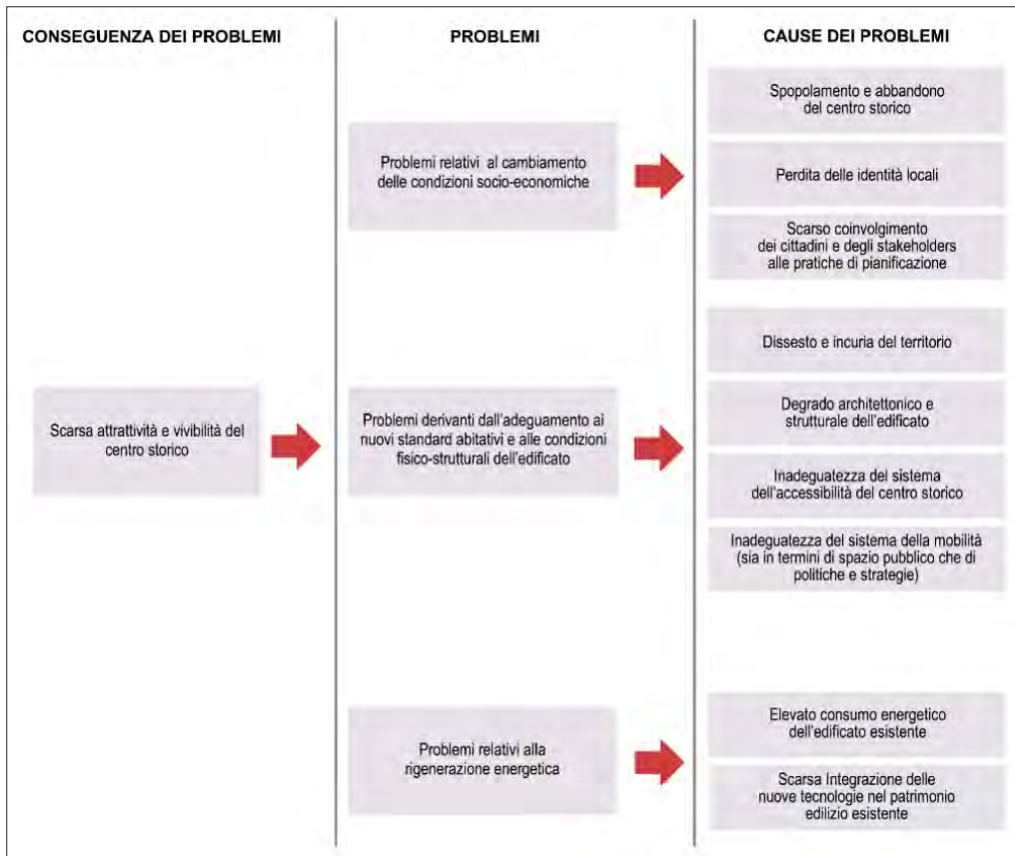 CONSEGUENZA DEI PROBLEMI
PROBLEMI
CAUSE DEI PROBLEMI
Scarsa attrattività e vivibilità del
centro storico
Problemi relativi al cambiamento
delle condizioni socio-economiche
Spopolamento e abbandono
del centro storico
Perdita delle identità locali
Scarso coinvolgimento
dei cittadini e degli stakeholders
alle pratiche di pianificazione
Problemi derivanti dall'adeguamento ai
nuovi standard abitativi e alle condizioni
fisico-strutturali dell'edificato
Dissesto e incuria del territorio
Degrado architettonico e
strutturale dell'edificato
Inadeguatezza del sistema
dell'accessibilità del centro storico
Inadeguatezza del sistema della mobilità
(sia in termini di spazio pubblico che di
politiche e strategie)
Problemi relativi alla
rigenerazione energetica
Elevato consumo energetico
dell'edificato esistente
Scarsa Integrazione delle
nuove tecnologie nel patrimonio
edilizio esistente